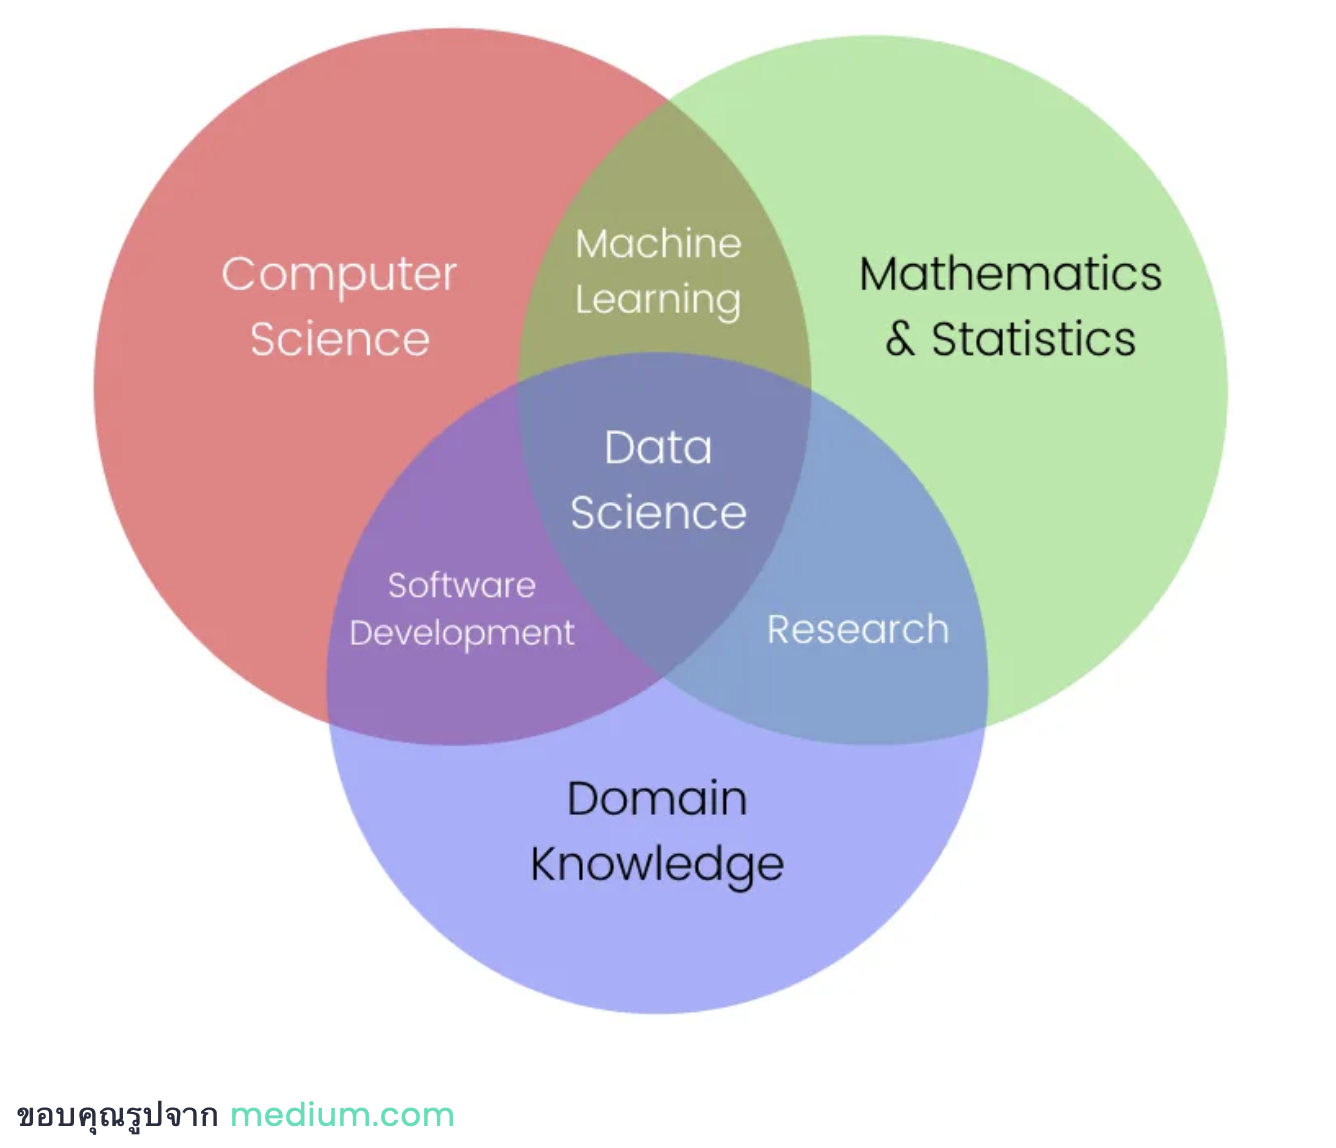 Computer
Science
Machine
Learning
Mathematics
& Statistics
Data
Science
Software
Development
Research
Domain
Knowledge
ขอบคุณรูปจาก medium.com